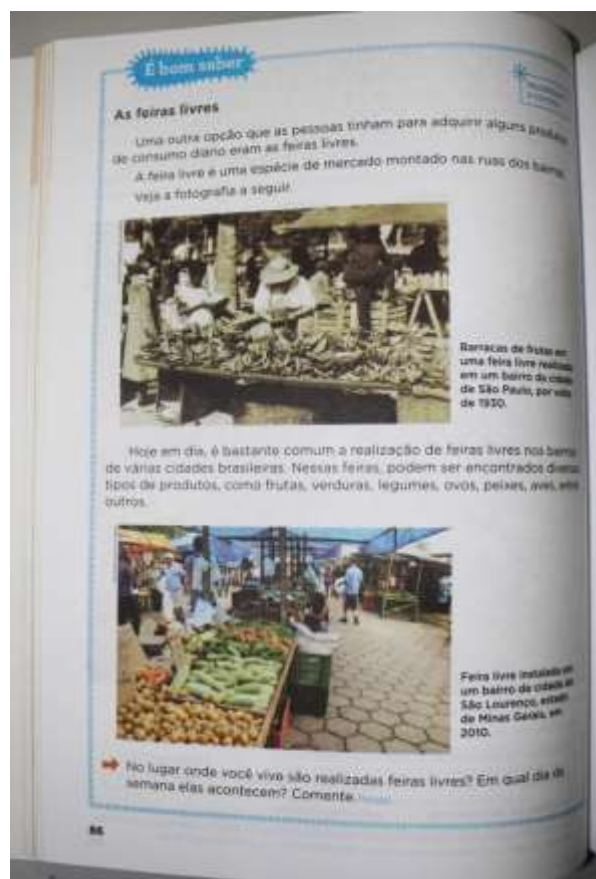 É bom saber
As feiras livres
Uma outra opção que as pessoas tinham para adquirir alguns produtos
de consumo diário eram as feiras livres.
A feira livre é uma espécie de mercado montado nas ruas dos bairros.
Veja a fotografia a seguir.
Barracas de frutas em
uma feira livre realizada
em um bairro da cidade
de São Paulo, por volta
de 1930.
Hoje em dia, é bastante comum a realização de feiras livres nos bairros
de várias cidades brasileiras. Nessas feiras, podem ser encontrados diversos
tipos de produtos, como frutas, verduras, legumes, ovos, peixes, aves, entre
outros.
Feira livre instalada em
um bairro da cidade de
São Lourenço, estado
de Minas Gerais, em
2010.
No lugar onde você vive são realizadas feiras livres? Em qual dia da
semana elas acontecem? Comente.
86